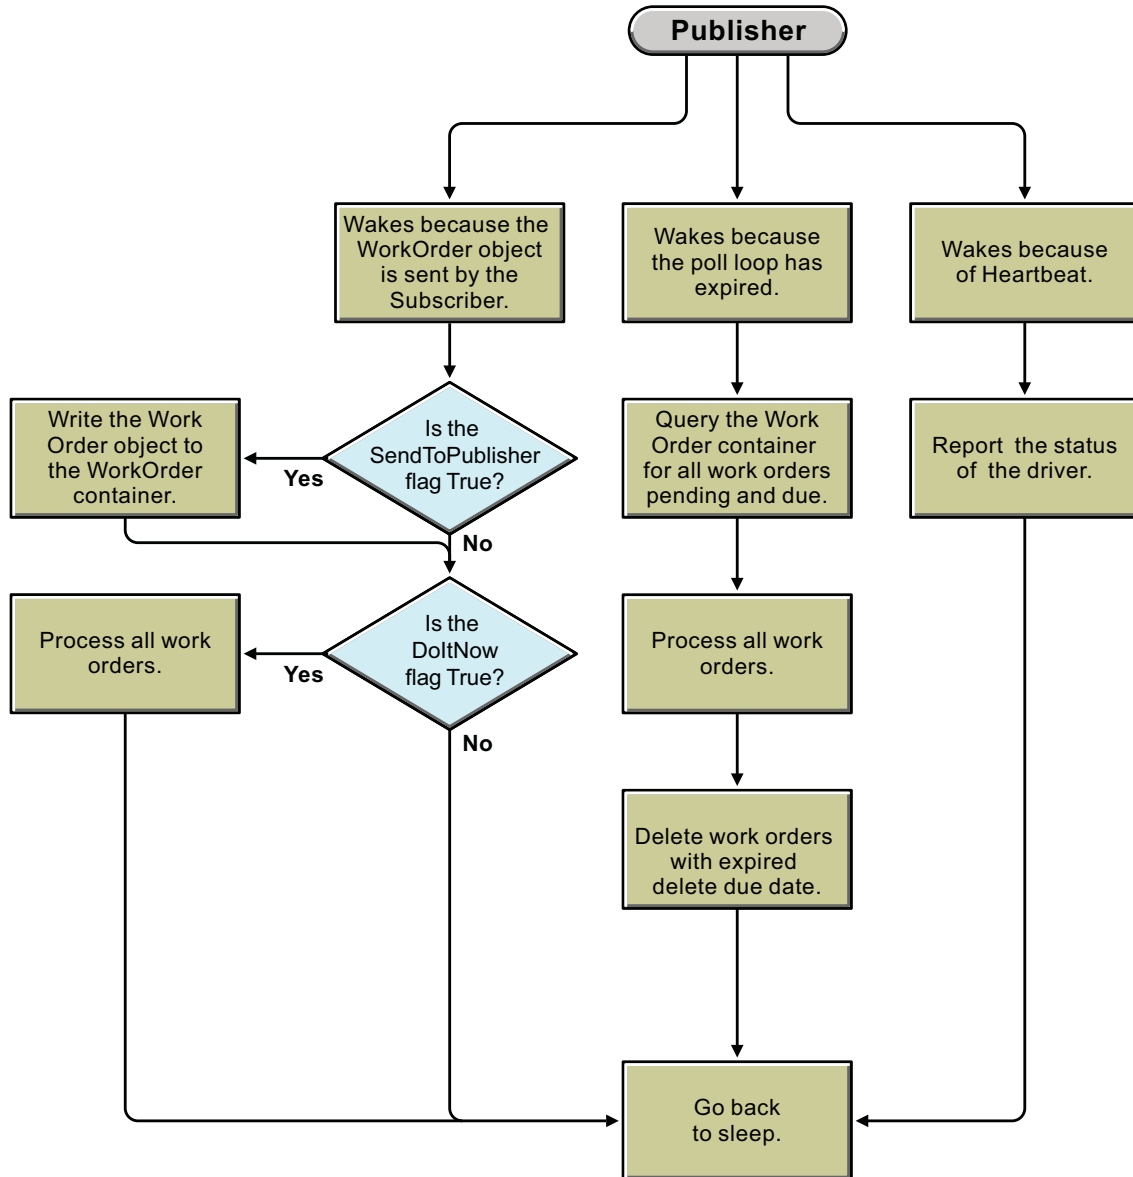 Publisher
Wakes because the
WorkOrder object
is sent by the
Subscriber.
Wakes because
the poll loop has
expired.
Wakes because
of Heartbeat.
Write the Work
Order object to
the WorkOrder
container.
Yes
Is the
SendToPublisher
flag True?
No
Query the Work
Order container
for all work orders
pending and due.
Report the status
of the driver.
Process all work
orders.
Yes
Is the
DoItNow
flag True?
No
Process all work
orders.
Delete work orders
with expired
delete due date.
Go back
to sleep.